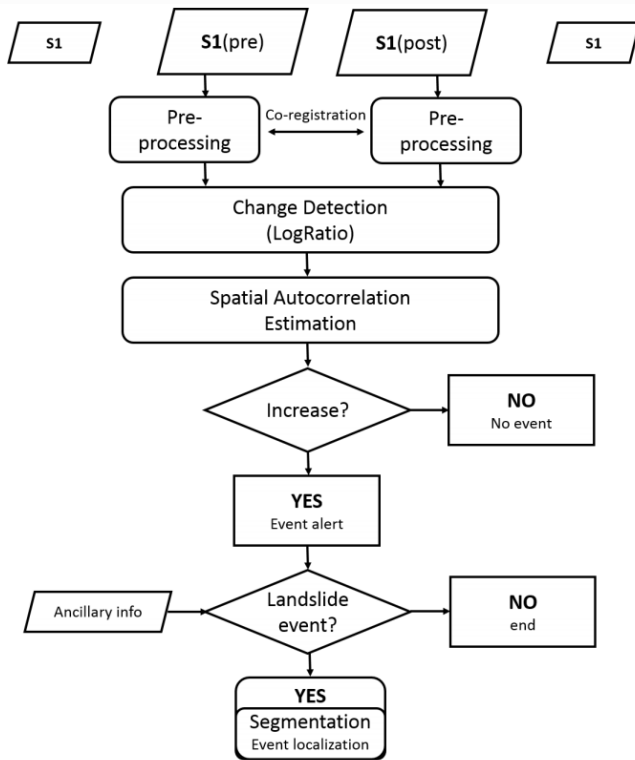 S1
S1(pre)
S1(post)
S1
Pre-
processing
Co-registration
Pre-
processing
Change Detection
(LogRatio)
Spatial Autocorrelation
Estimation
Increase?
NO
No event
YES
Event alert
Ancillary info
Landslide
event?
NO
end
YES
Segmentation
Event localization